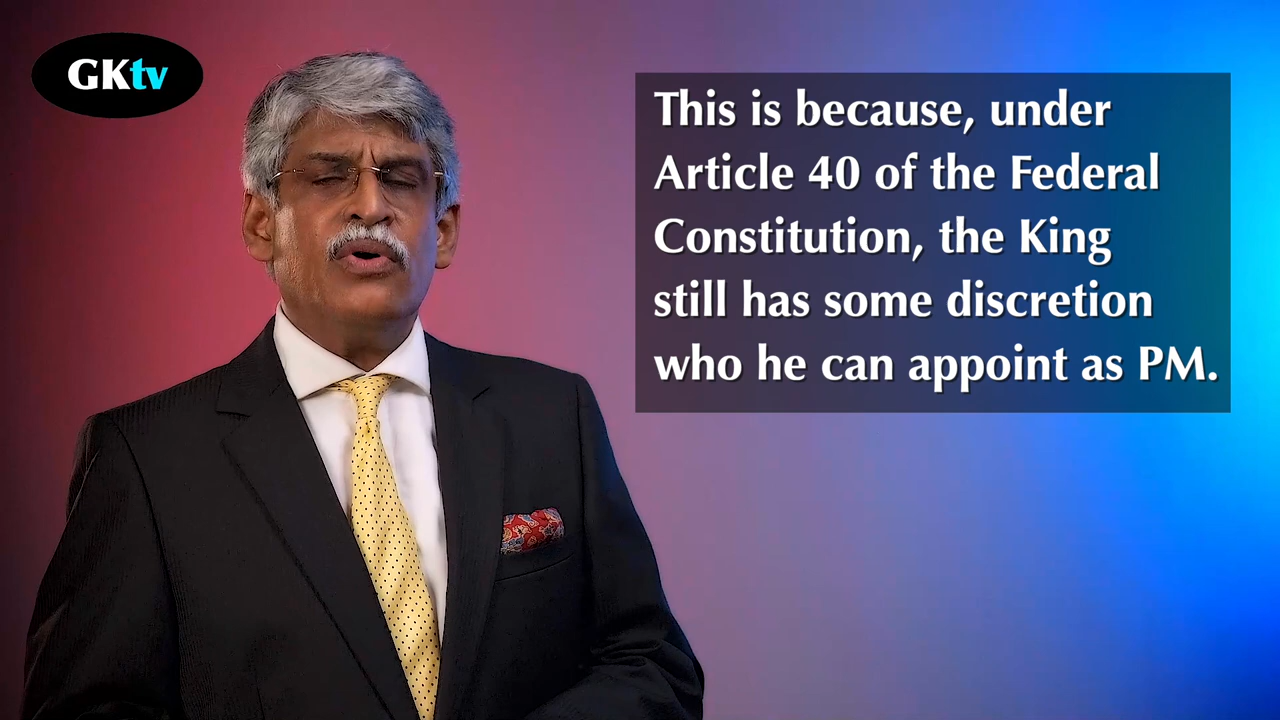 GKtv
This is because, under
Article 40 of the Federal
Constitution, the King
still has some discretion
who he can appoint as PM.